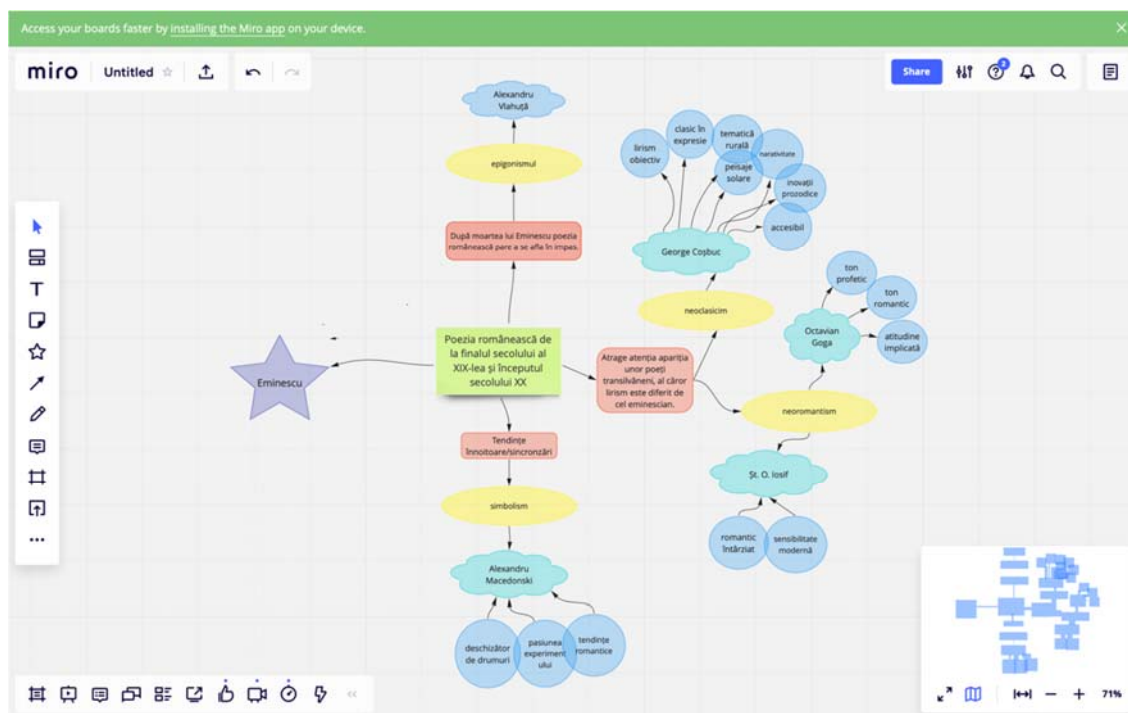 Access your boards faster by installing the Miro app on your device.
miro
Untitled
Share
2
Alexandru
Vlahuță
epigonismul
După moartea lui Eminescu poezia
românească pare a se afla în impas.
Eminescu
Poezia românească de
la finalul secolului al
XIX-lea și începutul
secolului XX
Tendințe
înnoitoare/sincronzări
simbolism
Alexandru
Macedonski
deschizător
de drumuri
pasiunea
experiment
ului
tendințe
romantice
Atrage atenția apariția
unor poeți
transilvăneni, al căror
lirism este diferit de
cel eminescian.
neoclasicim
George Coșbuc
lirism
obiectiv
clasic în
expresie
tematică
rurală
peisaje
solare
narativitate
inovații
prozodice
accesibil
neoromantism
Octavian
Goga
ton
profetic
ton
romantic
atitudine
implicată
Șt. O. Iosif
romantic
întârziat
sensibilitate
modernă
71%